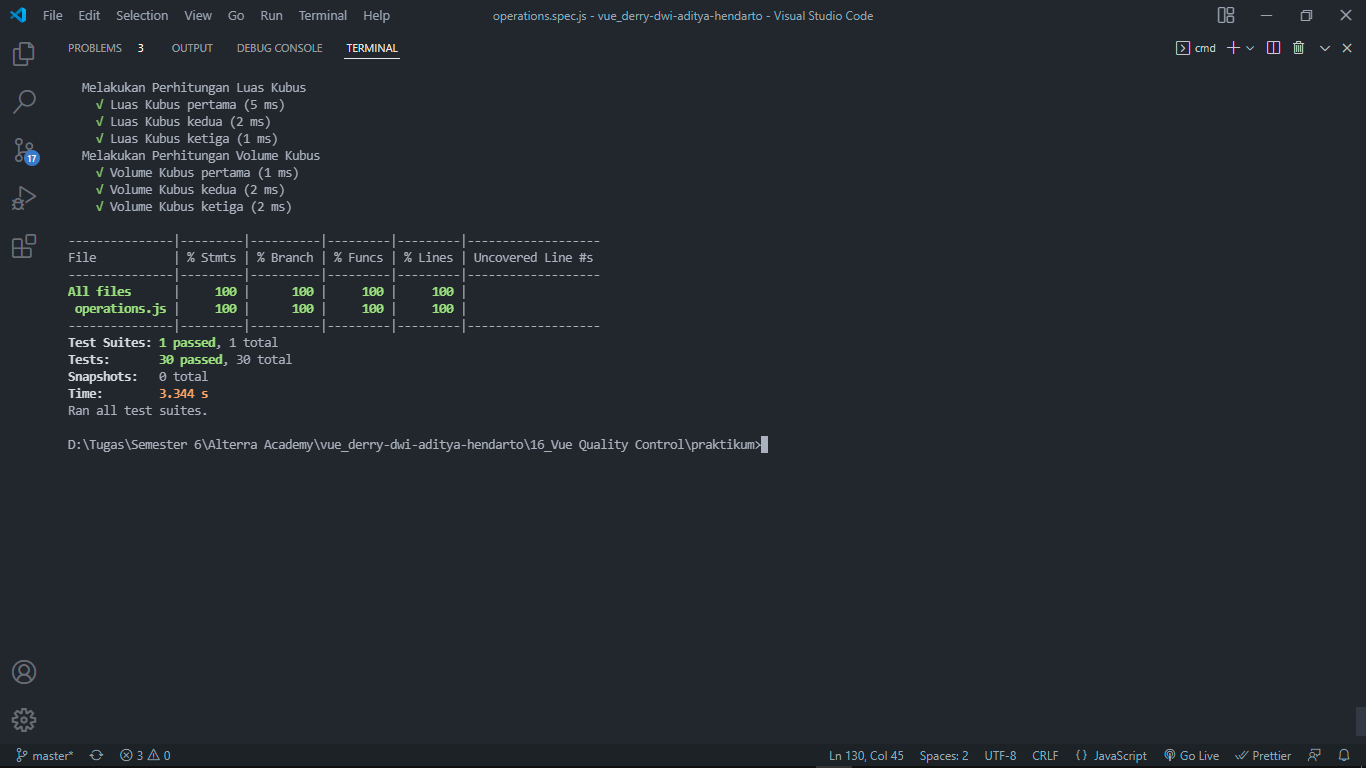 File Edit Selection View Go Run Terminal Help operations.spec.js - vue_derry-dwi-aditya-hendarto - Visual Studio Code
PROBLEMS 3 OUTPUT DEBUG CONSOLE TERMINAL cmd
Melakukan Perhitungan Luas Kubus
√ Luas Kubus pertama (5 ms)
√ Luas Kubus kedua (2 ms)
√ Luas Kubus ketiga (1 ms)
Melakukan Perhitungan Volume Kubus
√ Volume Kubus pertama (1 ms)
√ Volume Kubus kedua (2 ms)
√ Volume Kubus ketiga (2 ms)
17
---------------|---------|----------|---------|---------|-------------------
File           | % Stmts | % Branch | % Funcs | % Lines | Uncovered Line #s
---------------|---------|----------|---------|---------|-------------------
All files      |     100 |      100 |     100 |     100 |
 operations.js |     100 |      100 |     100 |     100 |
---------------|---------|----------|---------|---------|-------------------
Test Suites: 1 passed, 1 total
Tests:       30 passed, 30 total
Snapshots:   0 total
Time:        3.344 s
Ran all test suites.
D:\Tugas\Semester 6\Alterra Academy\vue_derry-dwi-aditya-hendarto\16_Vue Quality Control\praktikum>
master* 3 0 Ln 130, Col 45 Spaces: 2 UTF-8 CRLF { } JavaScript Go Live Prettier